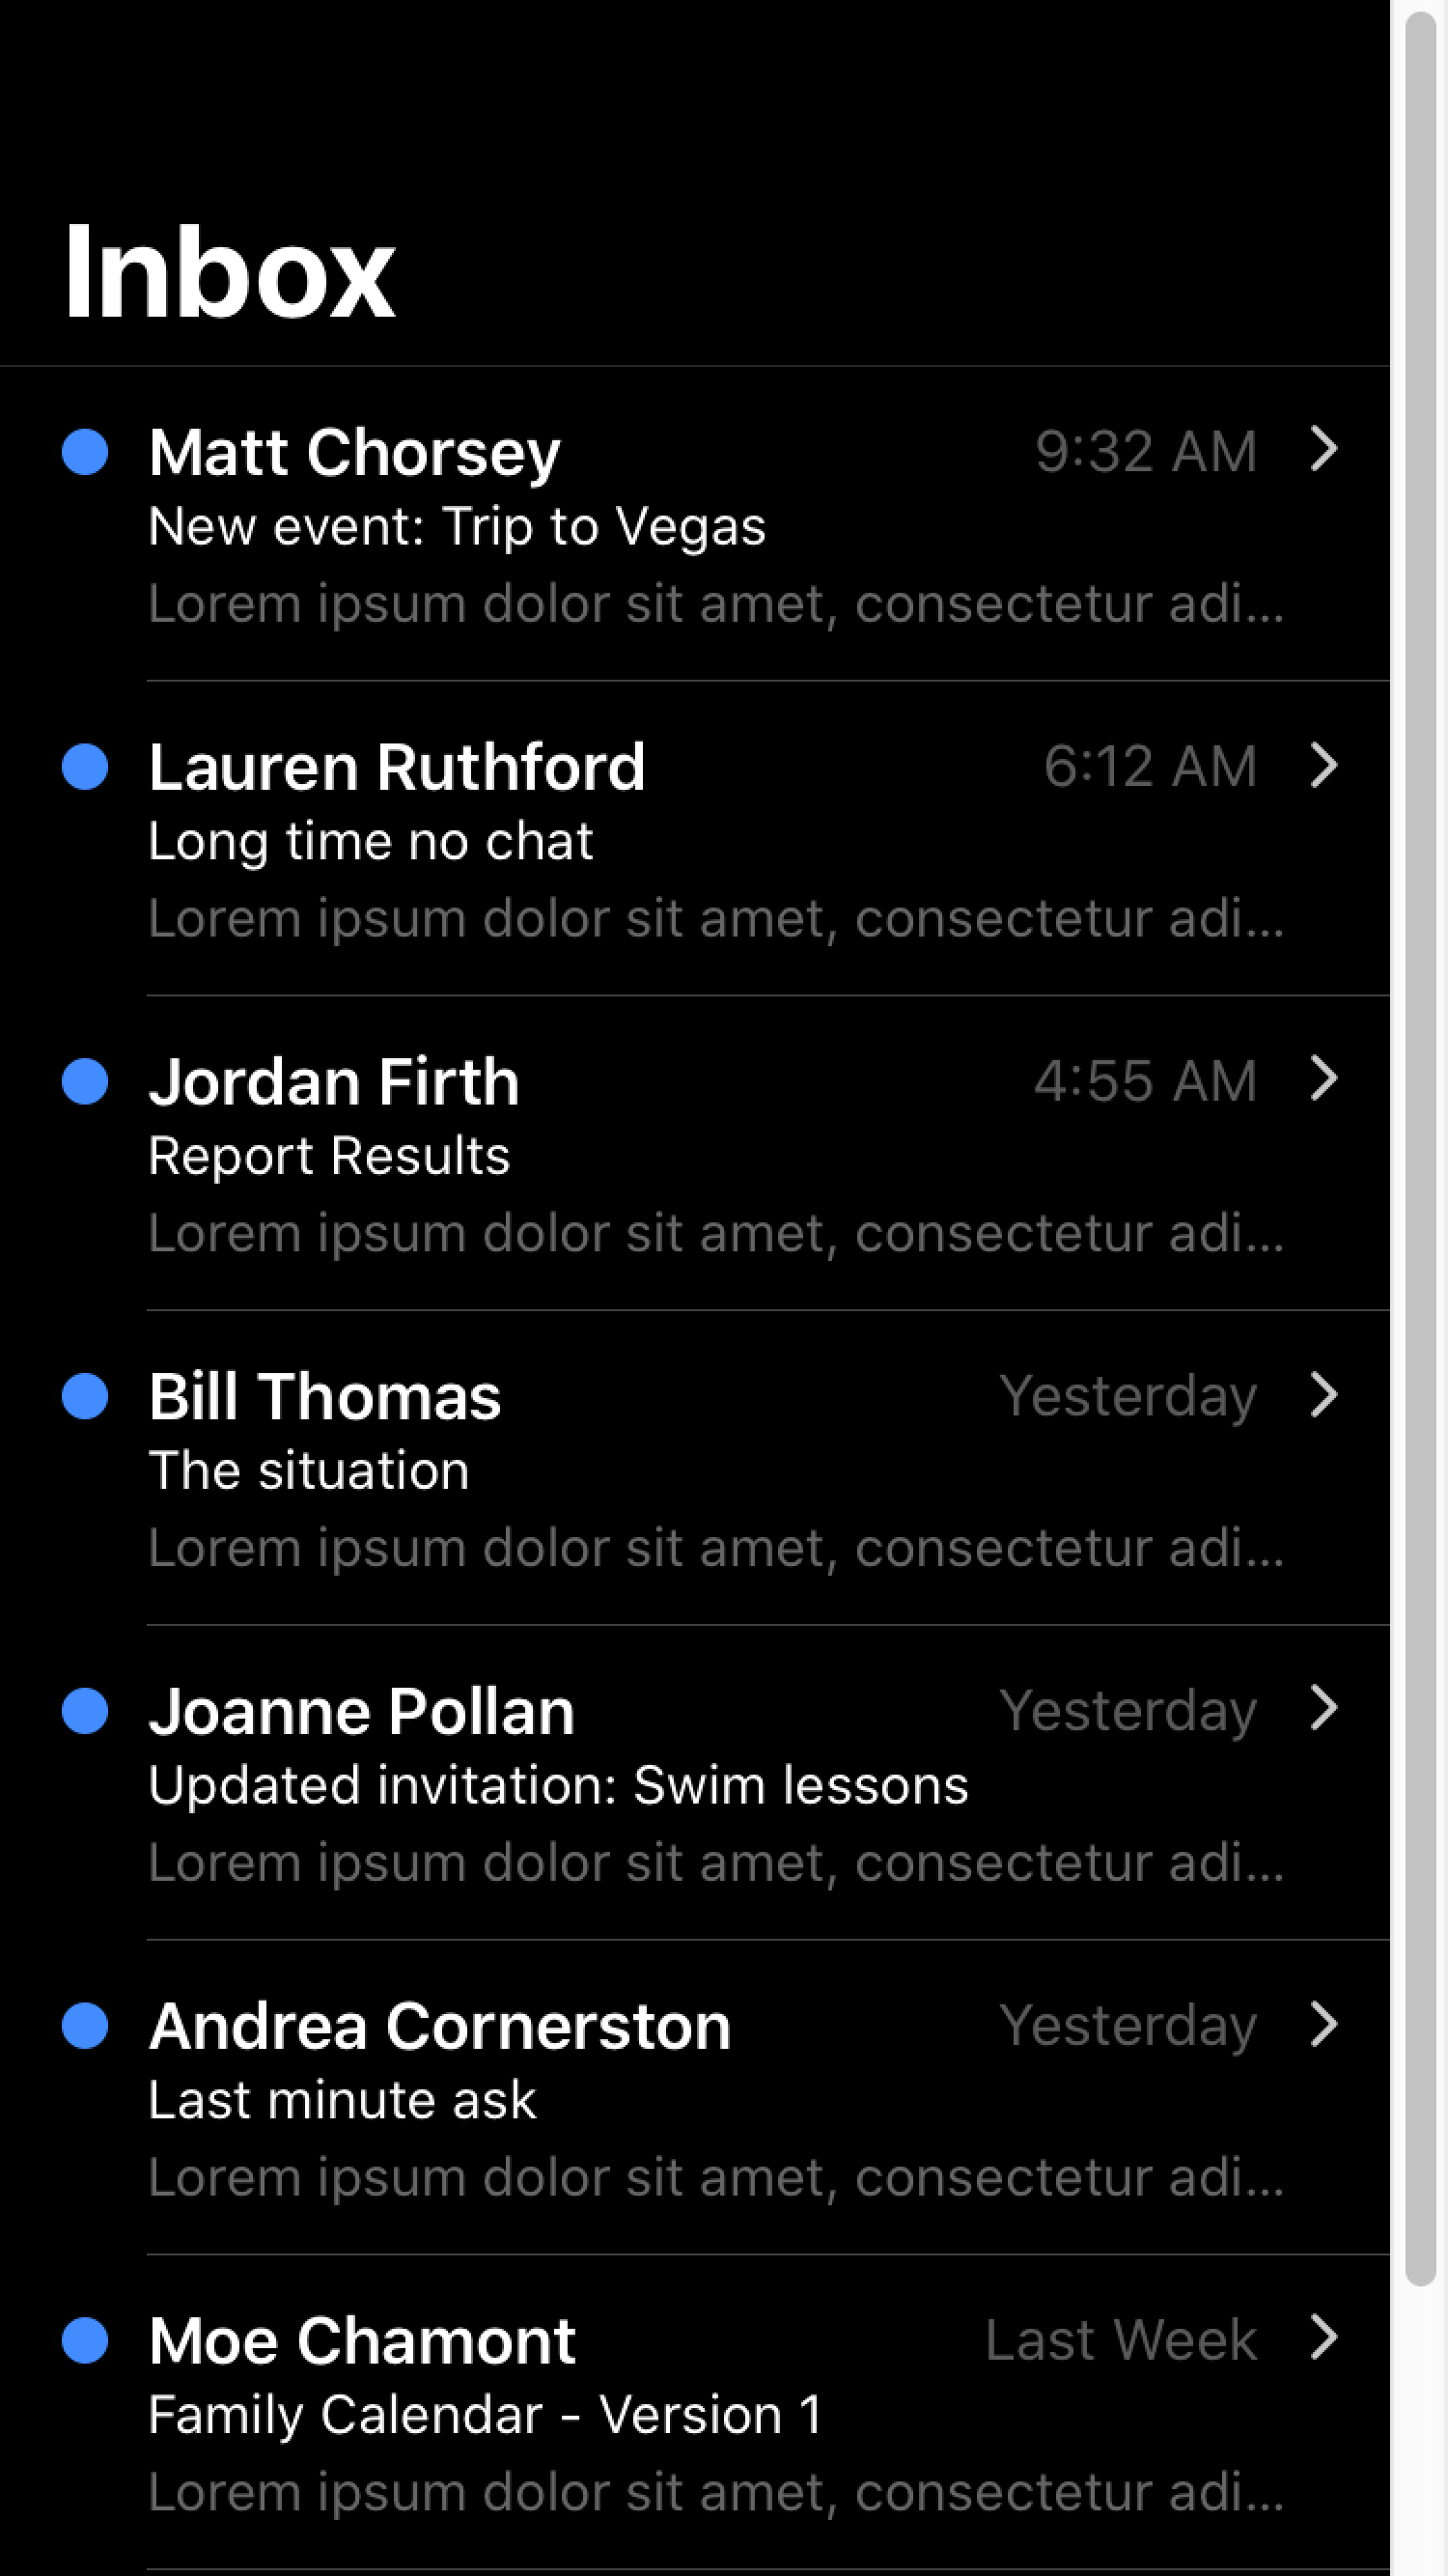 Inbox
Matt Chorsey 9:32 AM
New event: Trip to Vegas
Lorem ipsum dolor sit amet, consectetur adi...
Lauren Ruthford 6:12 AM
Long time no chat
Lorem ipsum dolor sit amet, consectetur adi...
Jordan Firth 4:55 AM
Report Results
Lorem ipsum dolor sit amet, consectetur adi...
Bill Thomas Yesterday
The situation
Lorem ipsum dolor sit amet, consectetur adi...
Joanne Pollan Yesterday
Updated invitation: Swim lessons
Lorem ipsum dolor sit amet, consectetur adi...
Andrea Cornerston Yesterday
Last minute ask
Lorem ipsum dolor sit amet, consectetur adi...
Moe Chamont Last Week
Family Calendar - Version 1
Lorem ipsum dolor sit amet, consectetur adi...